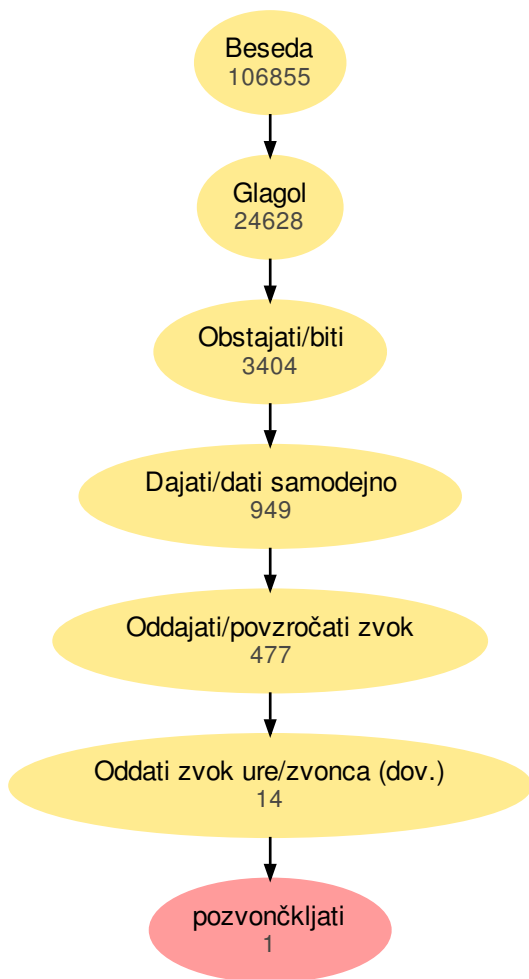 Beseda
106855
Glagol
24628
Obstajati/biti
3404
Dajati/dati samodejno
949
Oddajati/povzročati zvok
477
Oddati zvok ure/zvonca (dov.)
14
pozvončkljati
1